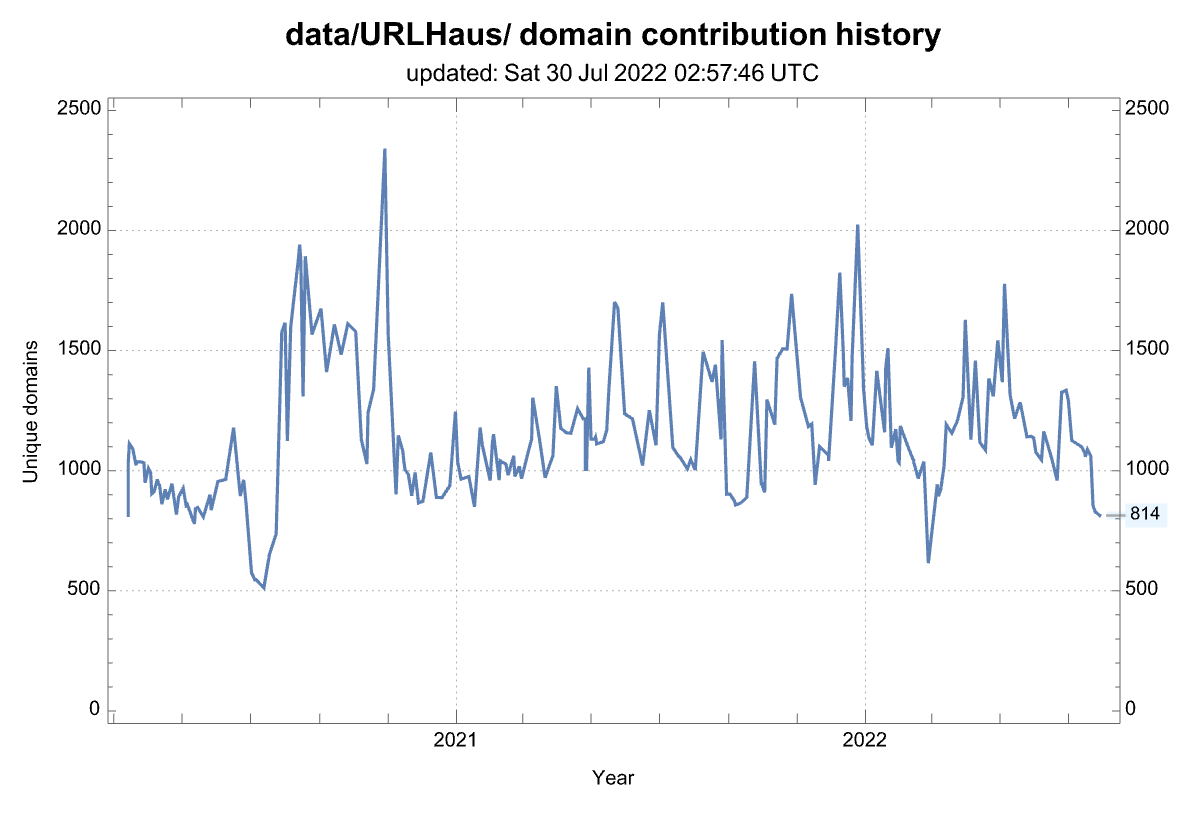 data/URLHaus/ domain contribution history
updated: Sat 30 Jul 2022 02:57:46 UTC
2500 2500
2000 2000
1500 1500
Unique domains
1000 1000
814
500 500
0 0
2021 2022
Year